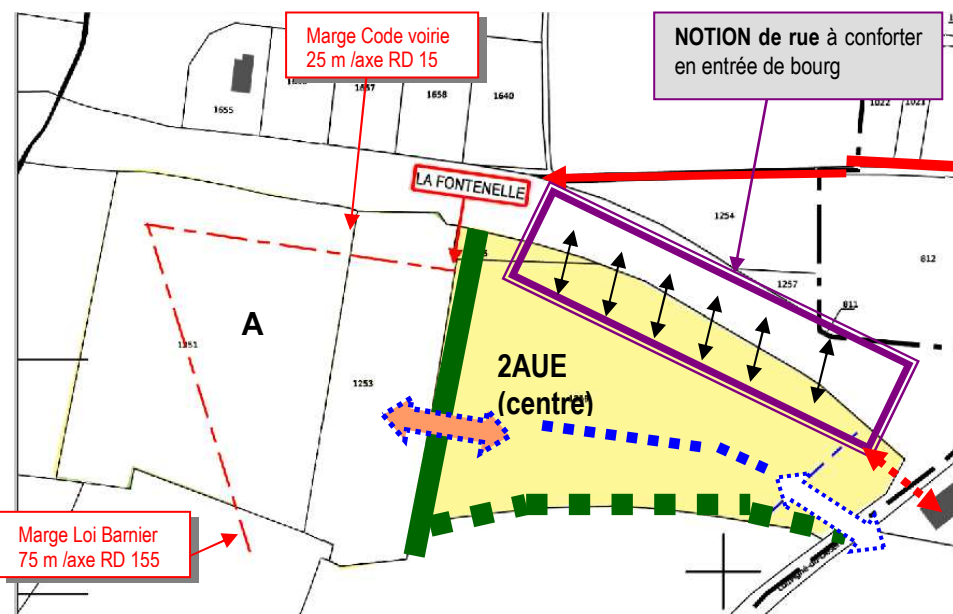 Marge Code voirie
25 m /axe RD 15
NOTION de rue à conforter
en entrée de bourg
1655
1657
1658
1640
1022
1021
LA FONTENELLE
1254
812
1257
811
A
1251
1253
2AUE
(centre)
Marge Loi Barnier
75 m /axe RD 155